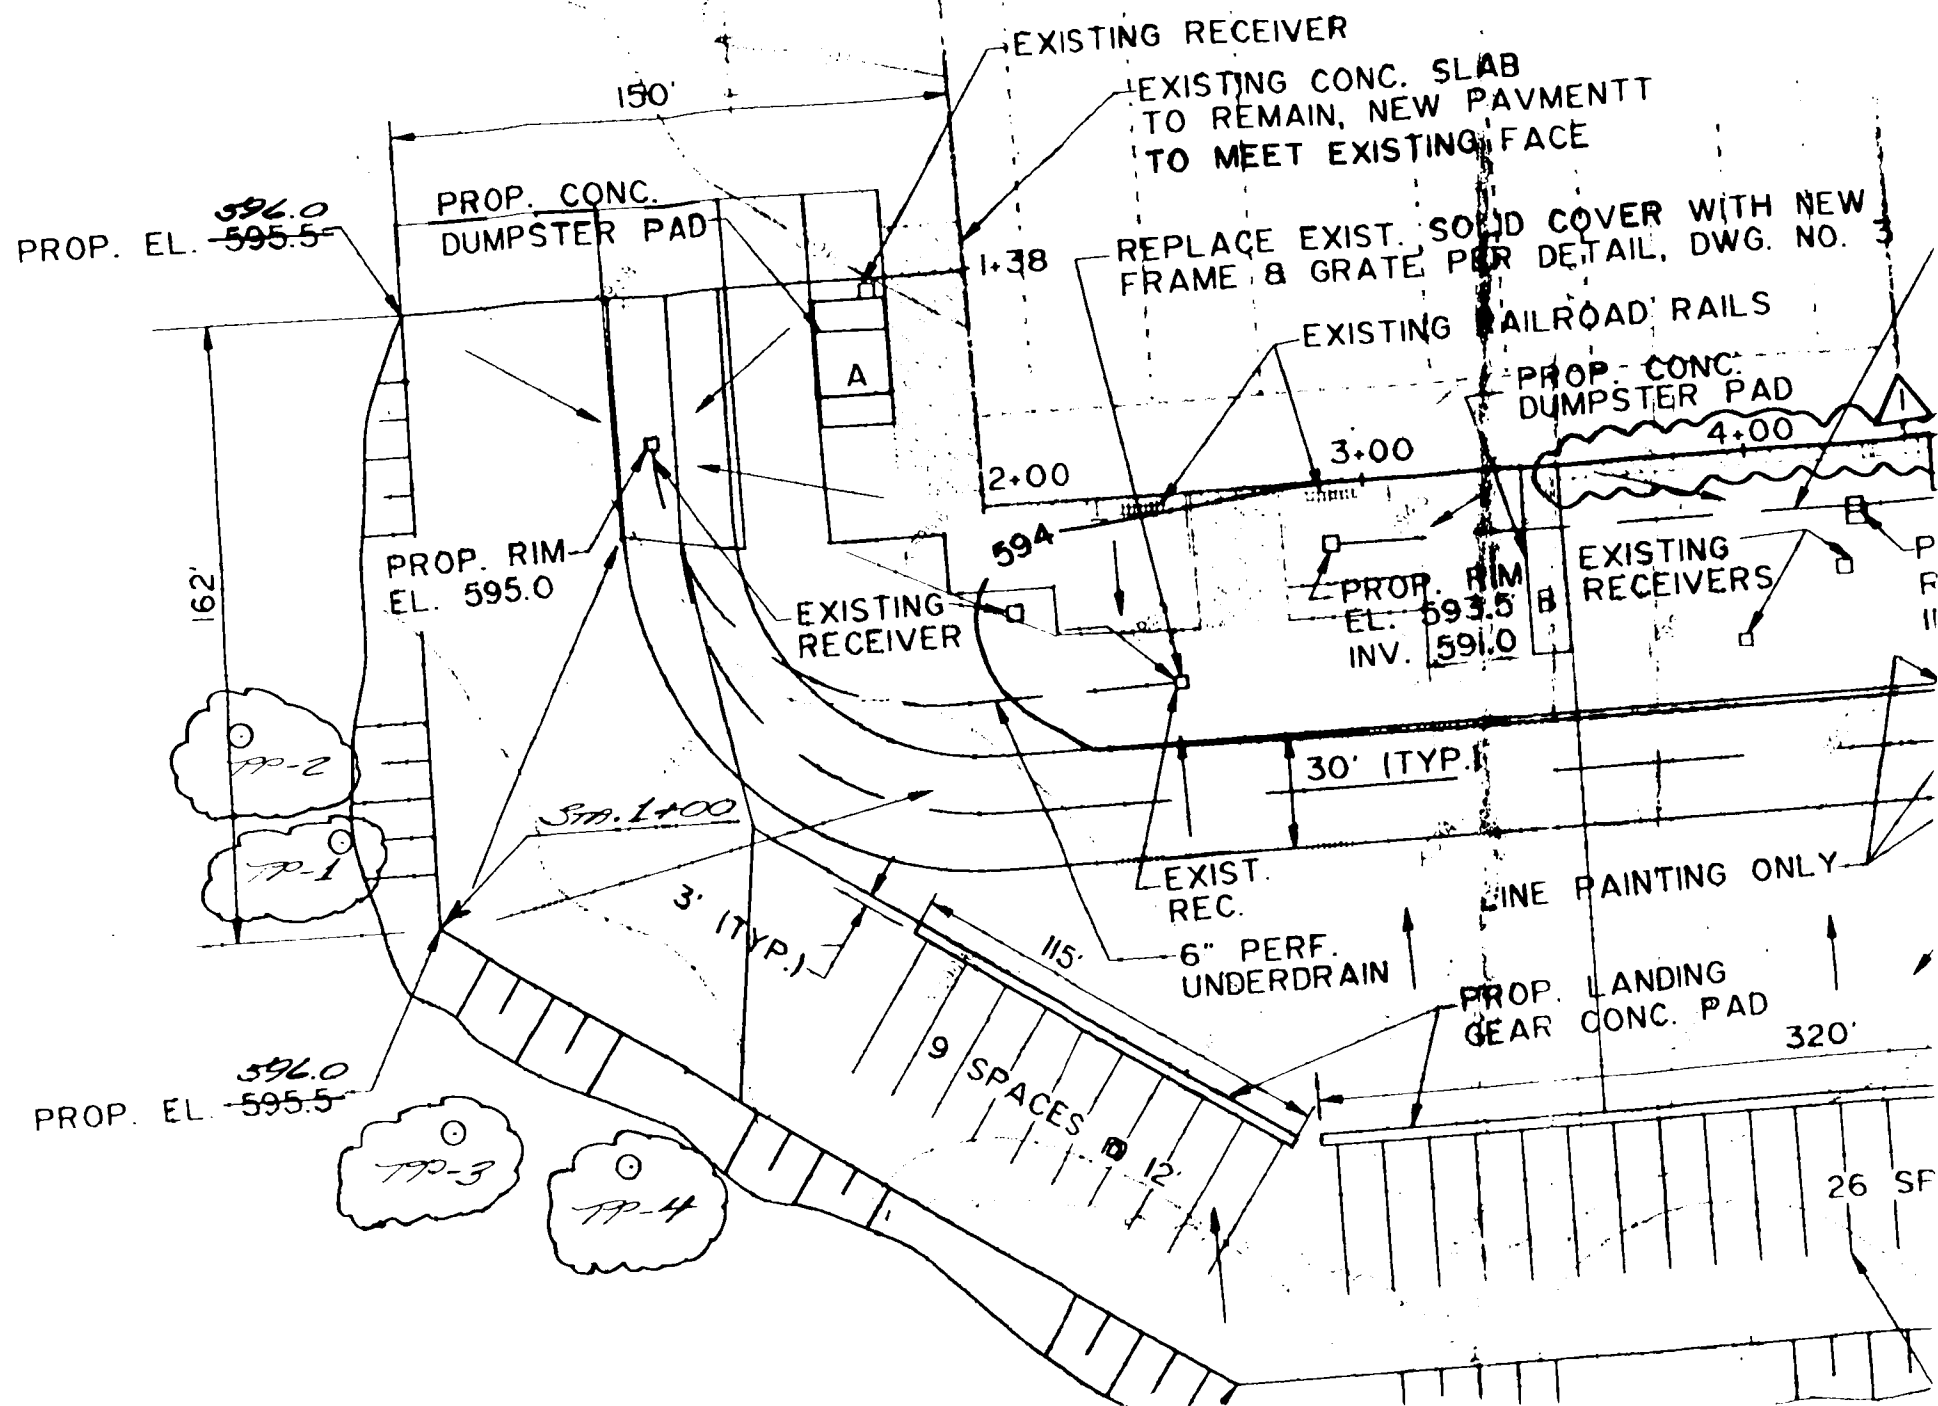 EXISTING RECEIVER
EXISTING CONC. SLAB
TO REMAIN, NEW PAVMENTT
TO MEET EXISTING FACE
150'
PROP. CONC.
DUMPSTER PAD
596.0
PROP. EL. 595.5
1+38
REPLACE EXIST. SOLID COVER WITH NEW
FRAME & GRATE PER DETAIL, DWG. NO. 3
EXISTING RAILROAD RAILS
PROP. CONC.
DUMPSTER PAD
1
A
2+00
3+00
4+00
594
PROP. RIM
EL. 595.0
162'
EXISTING
RECEIVER
PROP. RIM
EL. 593.5
INV. 591.0
B
EXISTING
RECEIVERS
P
R
TP-2
TP-1
STA. 1+00
30' (TYP.)
3' (TYP.)
EXIST.
REC.
LINE PAINTING ONLY
6" PERF.
UNDERDRAIN
115'
PROP. LANDING
GEAR CONC. PAD
320'
9 SPACES @ 12'
26 SP
596.0
PROP. EL. 595.5
TP-3
TP-4